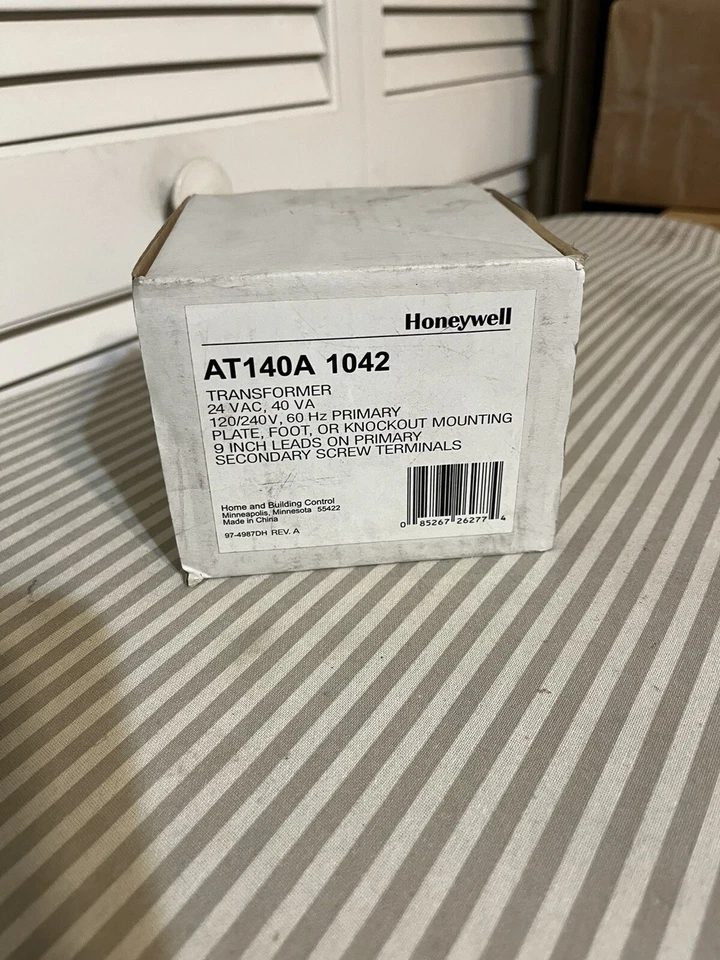 Honeywell
AT140A 1042
TRANSFORMER
24 VAC, 40 VA
120/240V, 60 Hz PRIMARY
PLATE, FOOT, OR KNOCKOUT MOUNTING
9 INCH LEADS ON PRIMARY
SECONDARY SCREW TERMINALS
Home and Building Control
Minneapolis, Minnesota 55422
Made in China
97-4987DH REV. A
0 85267 26277 4